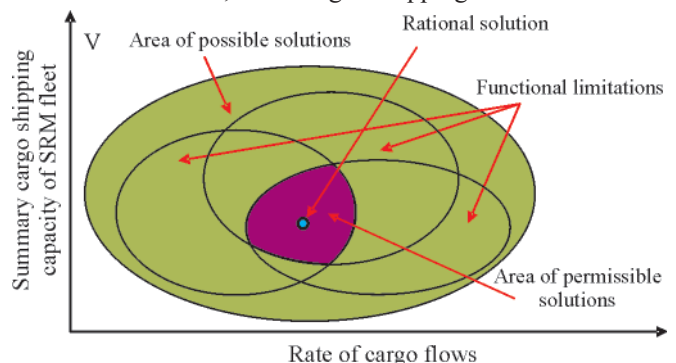 Rational solution
V
Area of possible solutions
Functional limitations
Summary cargo shipping
capacity of SRM fleet
Area of permissible
solutions
Rate of cargo flows